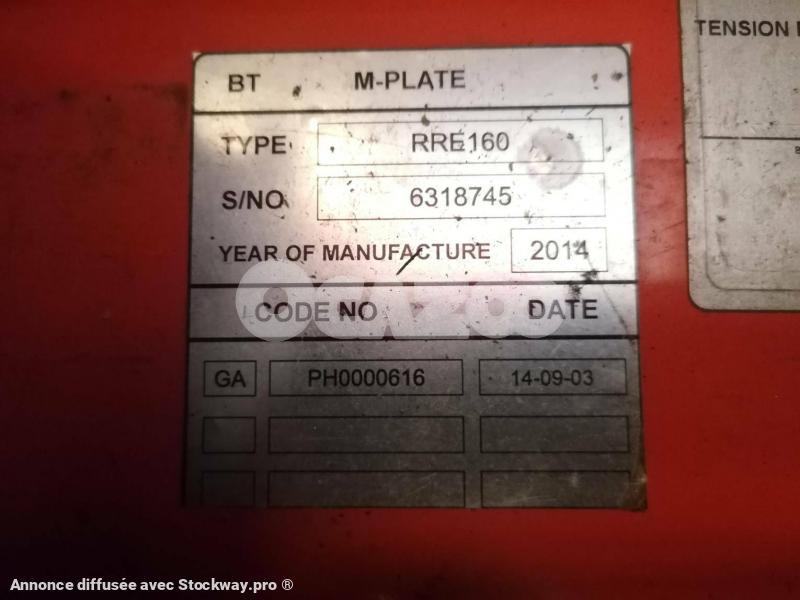 BT M-PLATE
TYPE RRE160
S/NO 6318745
YEAR OF MANUFACTURE 2014
CODE NO DATE
GA PH0000616 14-09-03
TENSION
Annonce diffusée avec Stockway.pro ®